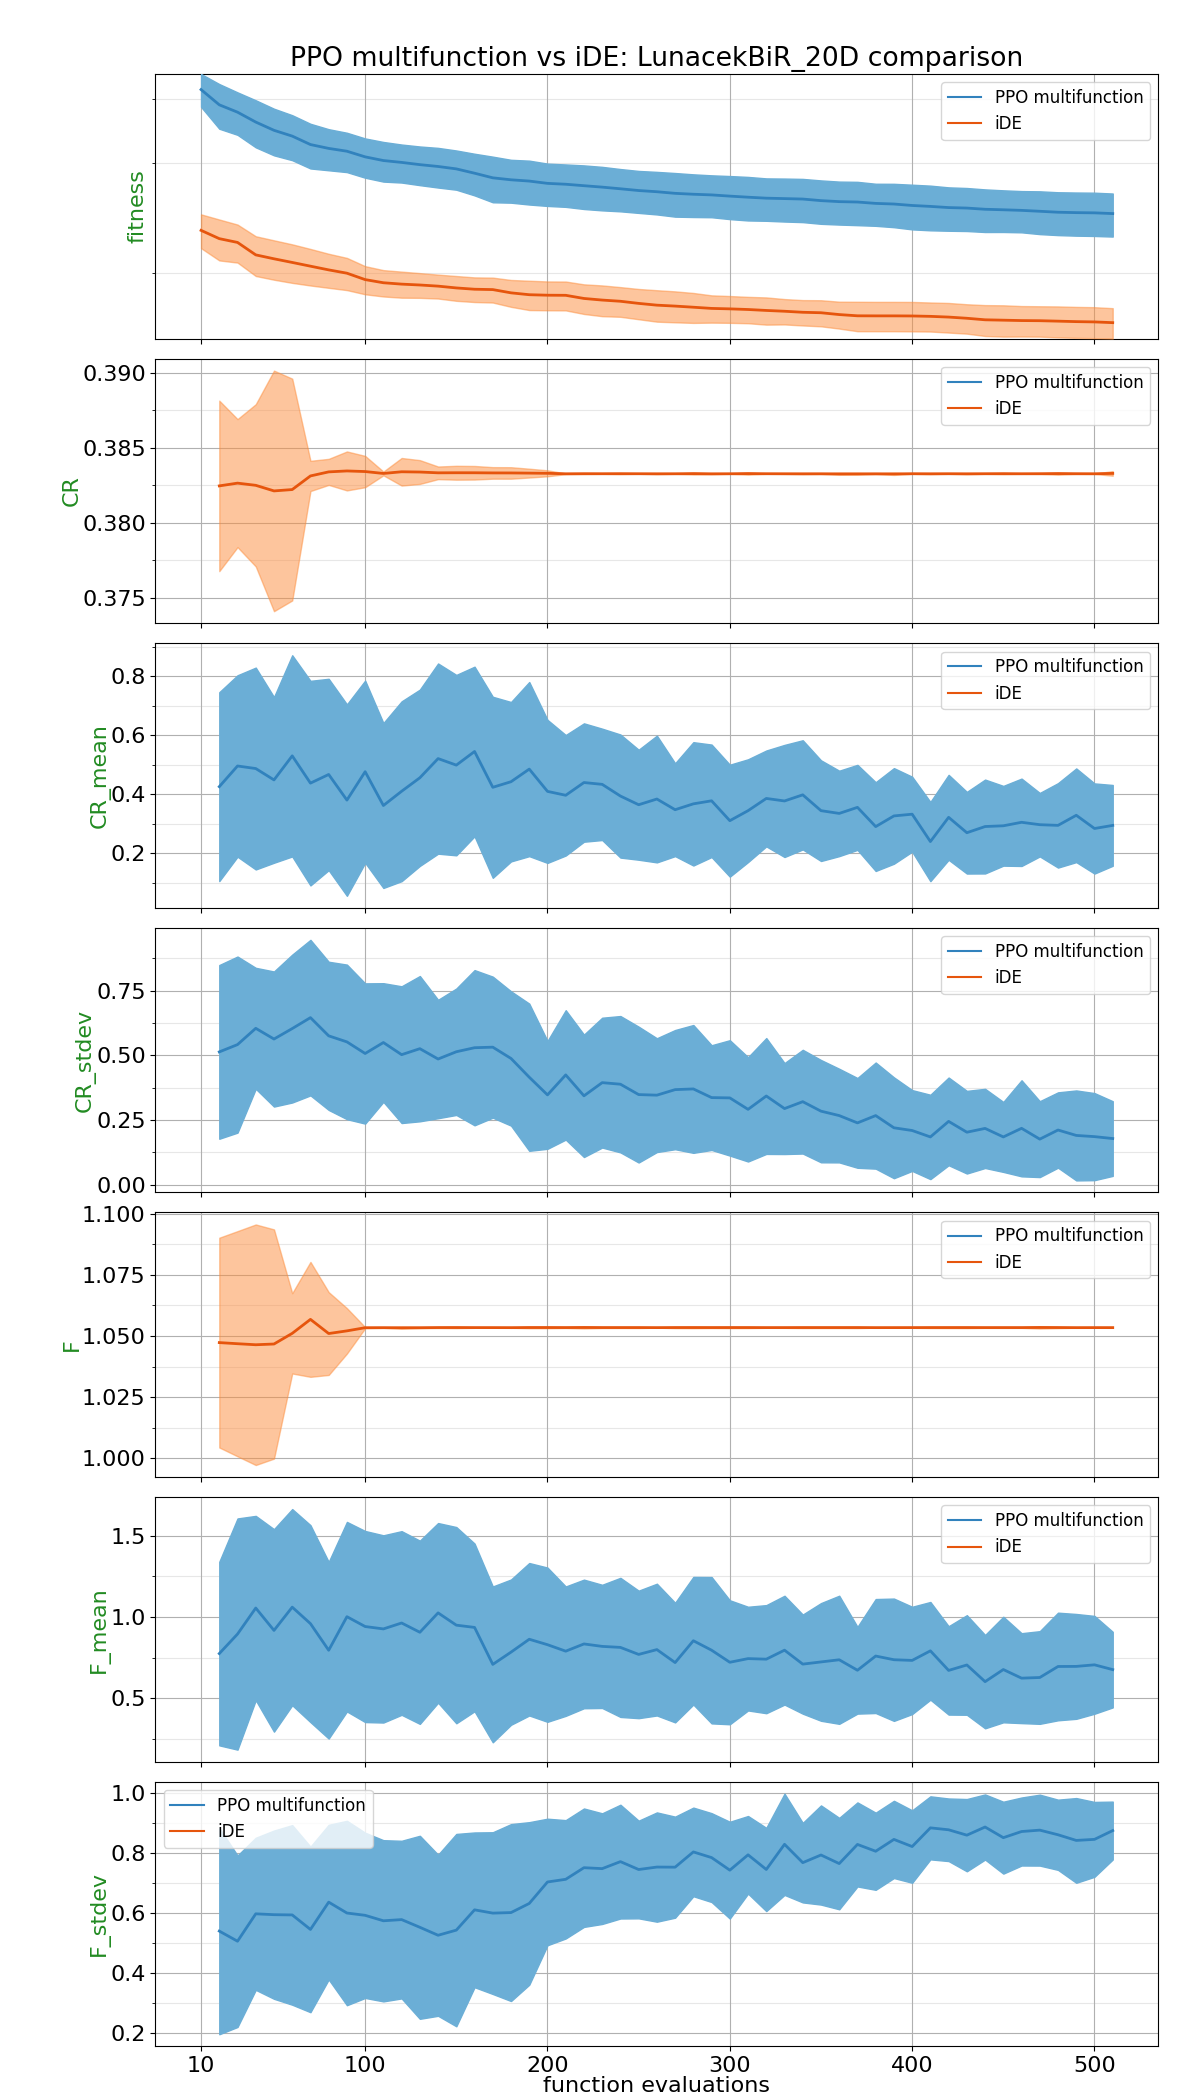 PPO multifunction vs iDE: LunacekBiR_20D comparison
fitness
PPO multifunction
iDE
CR
0.390
0.385
0.380
0.375
PPO multifunction
iDE
CR_mean
0.8
0.6
0.4
0.2
PPO multifunction
iDE
CR_stdev
0.75
0.50
0.25
0.00
PPO multifunction
iDE
F
1.100
1.075
1.050
1.025
1.000
PPO multifunction
iDE
F_mean
1.5
1.0
0.5
PPO multifunction
iDE
F_stdev
1.0
0.8
0.6
0.4
0.2
PPO multifunction
iDE
10 100 200 300 400 500
function evaluations